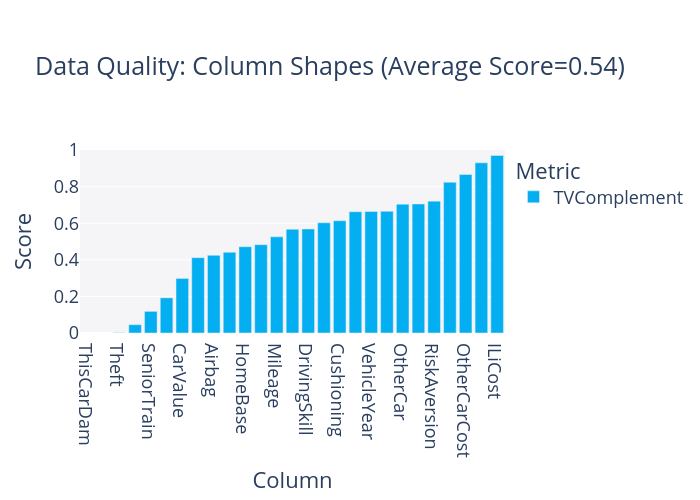 Data Quality: Column Shapes (Average Score=0.54)
Metric
TVComplement
Score
1
0.8
0.6
0.4
0.2
0
ThisCarDam
Theft
SeniorTrain
CarValue
Airbag
HomeBase
Mileage
DrivingSkill
Cushioning
VehicleYear
OtherCar
RiskAversion
OtherCarCost
ILiCost
Column